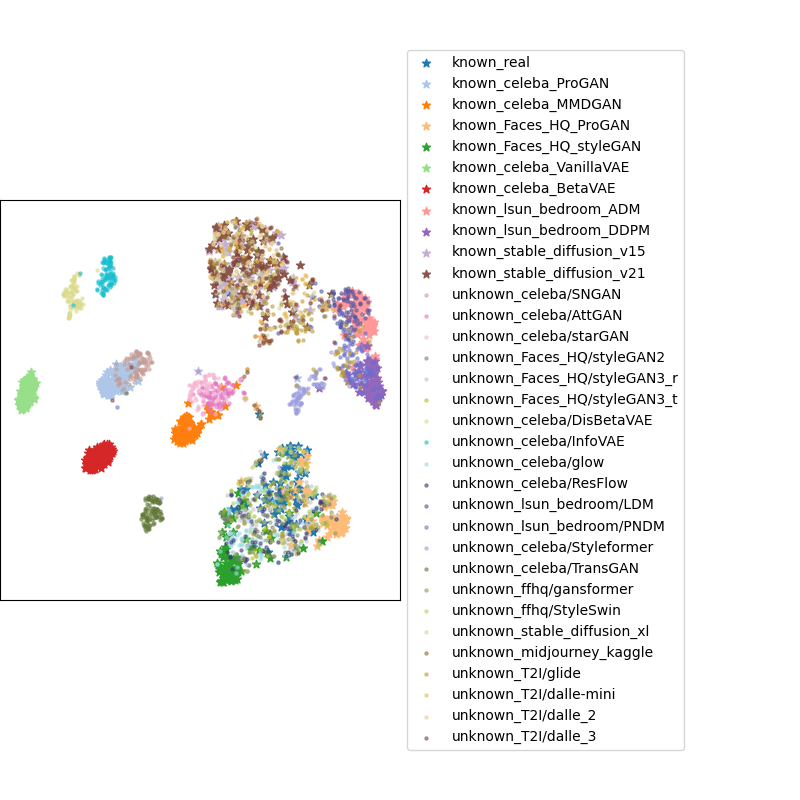 known_real
known_celeba_ProGAN
known_celeba_MMDGAN
known_Faces_HQ_ProGAN
known_Faces_HQ_styleGAN
known_celeba_VanillaVAE
known_celeba_BetaVAE
known_lsun_bedroom_ADM
known_lsun_bedroom_DDPM
known_stable_diffusion_v15
known_stable_diffusion_v21
unknown_celeba/SNGAN
unknown_celeba/AttGAN
unknown_celeba/starGAN
unknown_Faces_HQ/styleGAN2
unknown_Faces_HQ/styleGAN3_r
unknown_Faces_HQ/styleGAN3_t
unknown_celeba/DisBetaVAE
unknown_celeba/InfoVAE
unknown_celeba/glow
unknown_celeba/ResFlow
unknown_lsun_bedroom/LDM
unknown_lsun_bedroom/PNDM
unknown_celeba/Styleformer
unknown_celeba/TransGAN
unknown_ffhq/gansformer
unknown_ffhq/StyleSwin
unknown_stable_diffusion_xl
unknown_midjourney_kaggle
unknown_T2I/glide
unknown_T2I/dalle-mini
unknown_T2I/dalle_2
unknown_T2I/dalle_3